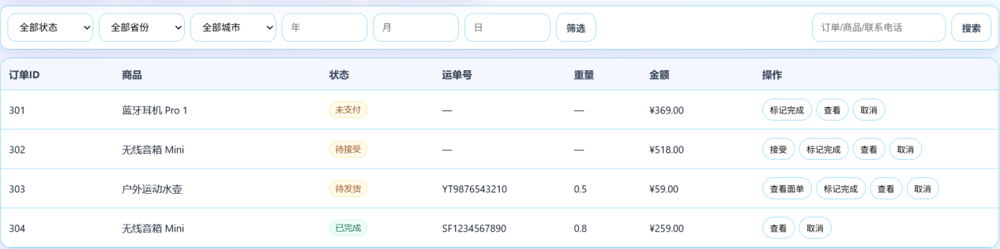 全部状态 全部省份 全部城市 年 月 日 筛选 订单/商品/联系电话 搜索
订单ID 商品 状态 运单号 重量 金额 操作
301 蓝牙耳机 Pro 1 未支付 — — ¥369.00 标记完成 查看 取消
302 无线音箱 Mini 待接受 — — ¥518.00 接受 标记完成 查看 取消
303 户外运动水壶 待发货 YT9876543210 0.5 ¥59.00 查看面单 标记完成 查看 取消
304 无线音箱 Mini 已完成 SF1234567890 0.8 ¥259.00 查看 取消